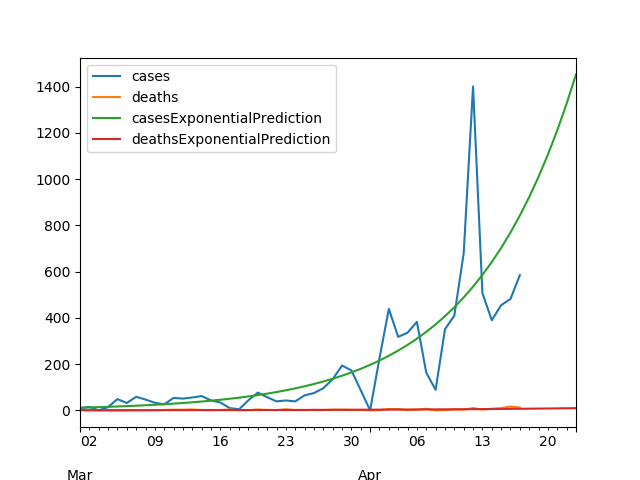 cases
deaths
casesExponentialPrediction
deathsExponentialPrediction
1400
1200
1000
800
600
400
200
0
02 09 16 23 30 06 13 20
Mar Apr